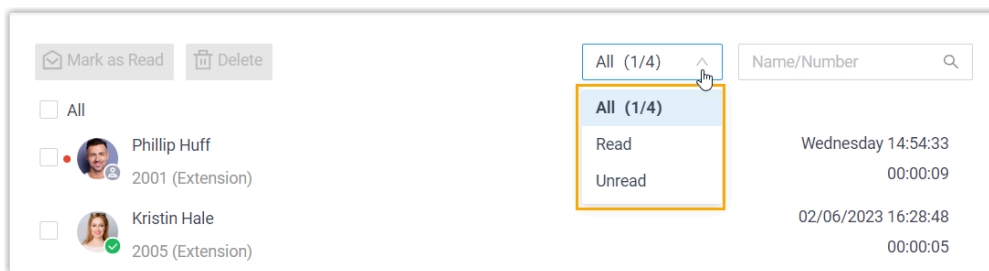 Mark as Read Delete All (1/4) Name/Number
All
All (1/4)
Read
Unread
Phillip Huff
2001 (Extension)
Wednesday 14:54:33
00:00:09
Kristin Hale
2005 (Extension)
02/06/2023 16:28:48
00:00:05